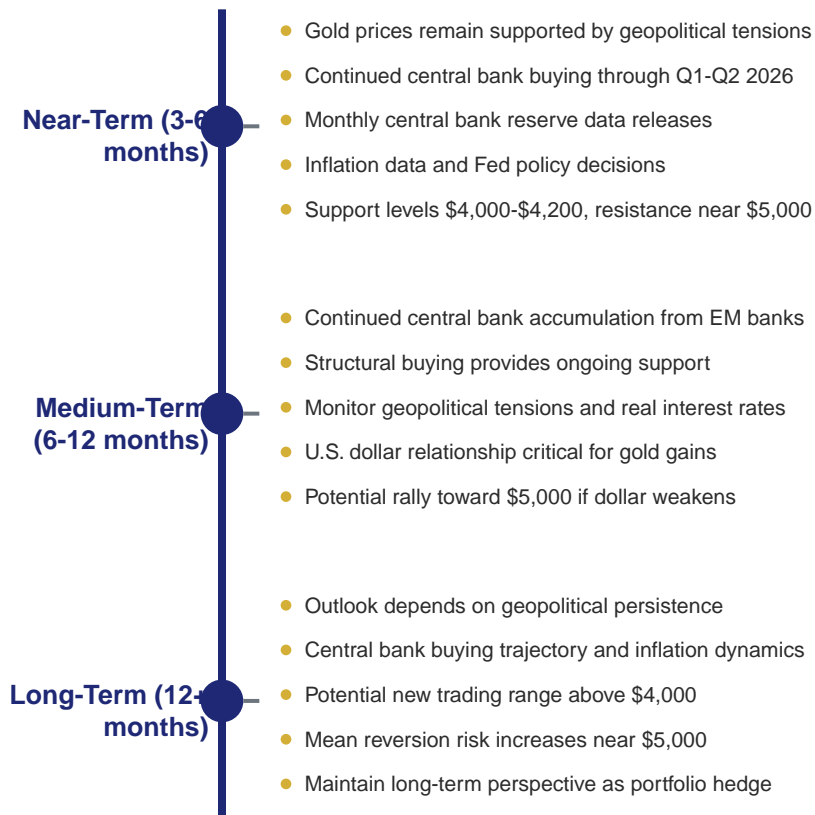 Near-Term (3-6
months)
Gold prices remain supported by geopolitical tensions
Continued central bank buying through Q1-Q2 2026
Monthly central bank reserve data releases
Inflation data and Fed policy decisions
Support levels $4,000-$4,200, resistance near $5,000
Medium-Term
(6-12 months)
Continued central bank accumulation from EM banks
Structural buying provides ongoing support
Monitor geopolitical tensions and real interest rates
U.S. dollar relationship critical for gold gains
Potential rally toward $5,000 if dollar weakens
Long-Term (12+
months)
Outlook depends on geopolitical persistence
Central bank buying trajectory and inflation dynamics
Potential new trading range above $4,000
Mean reversion risk increases near $5,000
Maintain long-term perspective as portfolio hedge